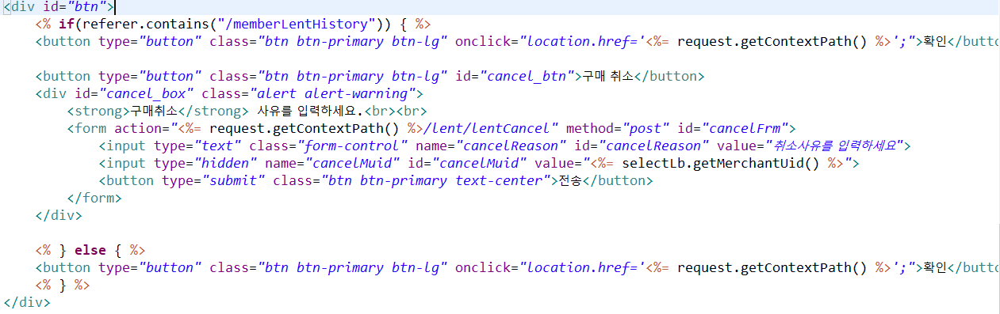 <div id="btn">
<% if(referer.contains("/memberLentHistory")) { %>
<button type="button" class="btn btn-primary btn-lg" onclick="location.href='<%= request.getContextPath() %>';">확인</butto
<button type="button" class="btn btn-primary btn-lg" id="cancel_btn">구매 취소</button>
<div id="cancel_box" class="alert alert-warning">
<strong>구매취소</strong> 사유를 입력하세요.<br><br>
<form action="<%= request.getContextPath() %>/lent/lentCancel" method="post" id="cancelFrm">
<input type="text" class="form-control" name="cancelReason" id="cancelReason" value="취소사유를 입력하세요">
<input type="hidden" name="cancelMuid" id="cancelMuid" value="<%= selectLb.getMerchantUid() %>">
<button type="submit" class="btn btn-primary text-center">전송</button>
</form>
</div>
<% } else { %>
<button type="button" class="btn btn-primary btn-lg" onclick="location.href='<%= request.getContextPath() %>';">확인</butto
<% } %>
</div>